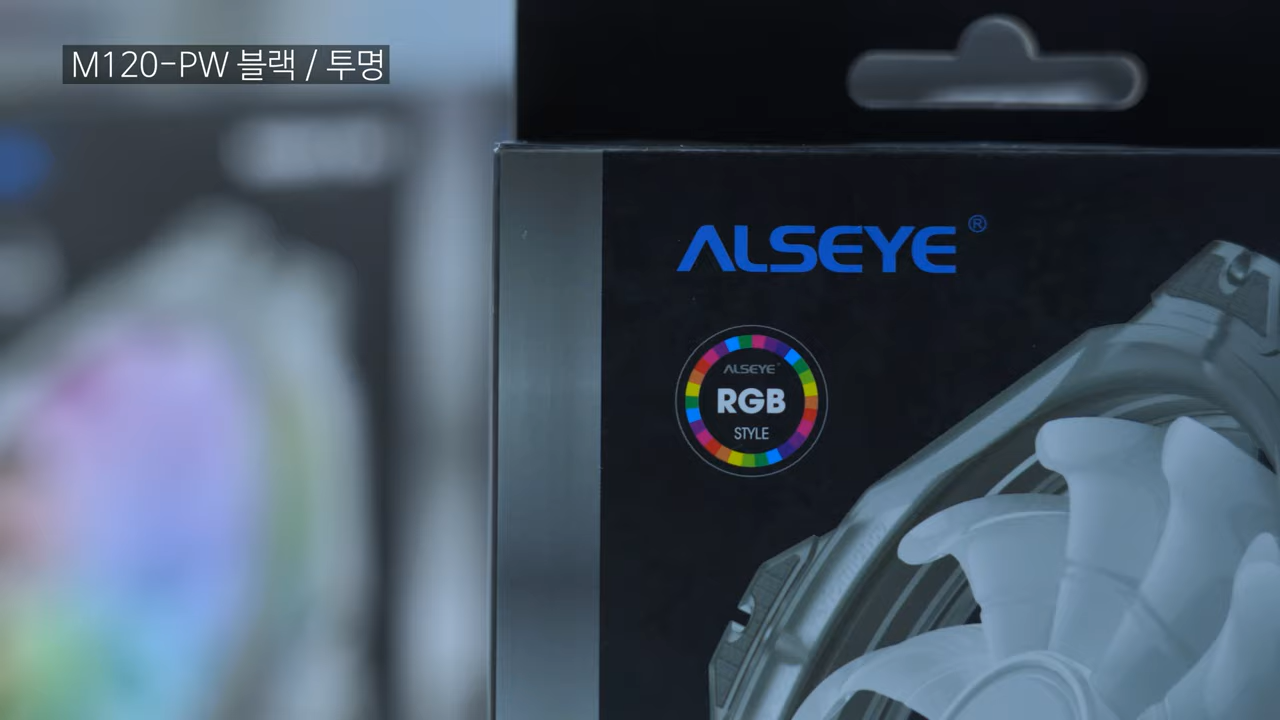 M120-PW 블랙 / 투명
ALSEYE®
ALSEYE
RGB
STYLE